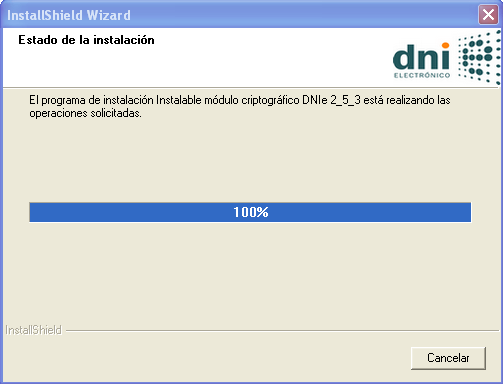 InstallShield Wizard
Estado de la instalación
dni
ELECTRÓNICO
El programa de instalación Instalable módulo criptográfico DNIe 2_5_3 está realizando las
operaciones solicitadas.
100%
InstallShield
Cancelar